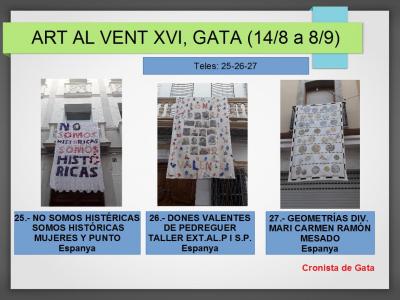 ART AL VENT XVI, GATA (14/8 a 8/9)
Teles: 25-26-27
NO
SOMOS
HISTÉRICAS
SOMOS
HISTÓ
RICAS
25.- NO SOMOS HISTÉRICAS
SOMOS HISTÓRICAS
MUJERES Y PUNTO
Espanya
26.- DONES VALENTES
DE PEDREGUER
TALLER EXT.AL.P I S.P.
Espanya
27.- GEOMETRÍAS DIV.
MARI CARMEN RAMÓN
MESADO
Espanya
Cronista de Gata